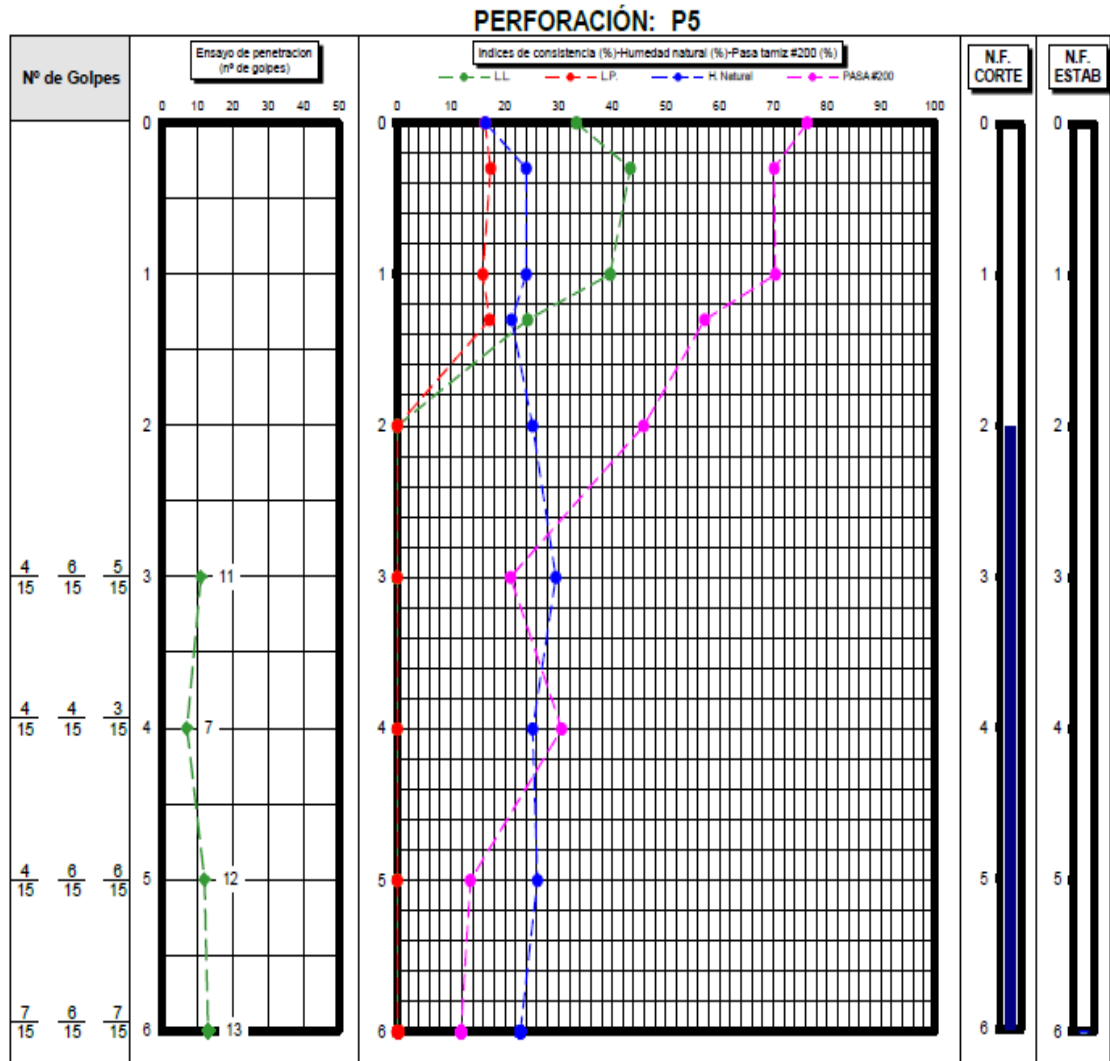 PERFORACIÓN: P5
Nº de Golpes
Ensayo de penetracion
(nº de golpes)
Indices de consistencia (%)-Humedad natural (%)-Pasa tamiz #200 (%)
L.L. L.P. H. Natural PASA #200
N.F.
CORTE
N.F.
ESTAB
0 10 20 30 40 50
0 10 20 30 40 50 60 70 80 90 100
0 0 0 0
1 1 1 1
2 2 2 2
4/15 6/15 5/15 3 11 3 3 3
4/15 4/15 3/15 4 7 4 4 4
4/15 6/15 6/15 5 12 5 5 5
7/15 6/15 7/15 6 13 6 6 6